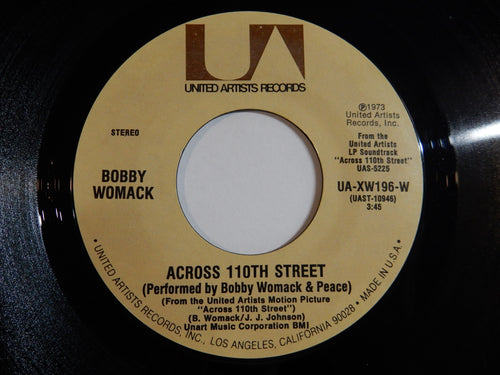 UA
UNITED ARTISTS RECORDS
Ⓟ1973
United Artists
Records, Inc.
STEREO
From the
United Artists
LP Soundtrack
"Across 110th Street"
UAS-5225
BOBBY
WOMACK
UA-XW196-W
(UAST-10946)
3:45
ACROSS 110TH STREET
(Performed by Bobby Womack & Peace)
(From the United Artists Motion Picture
"Across 110th Street")
(B. Womack/J. J. Johnson)
Unart Music Corporation BMI
• UNITED ARTISTS RECORDS, INC., LOS ANGELES, CALIFORNIA 90028 • MADE IN U.S.A. •